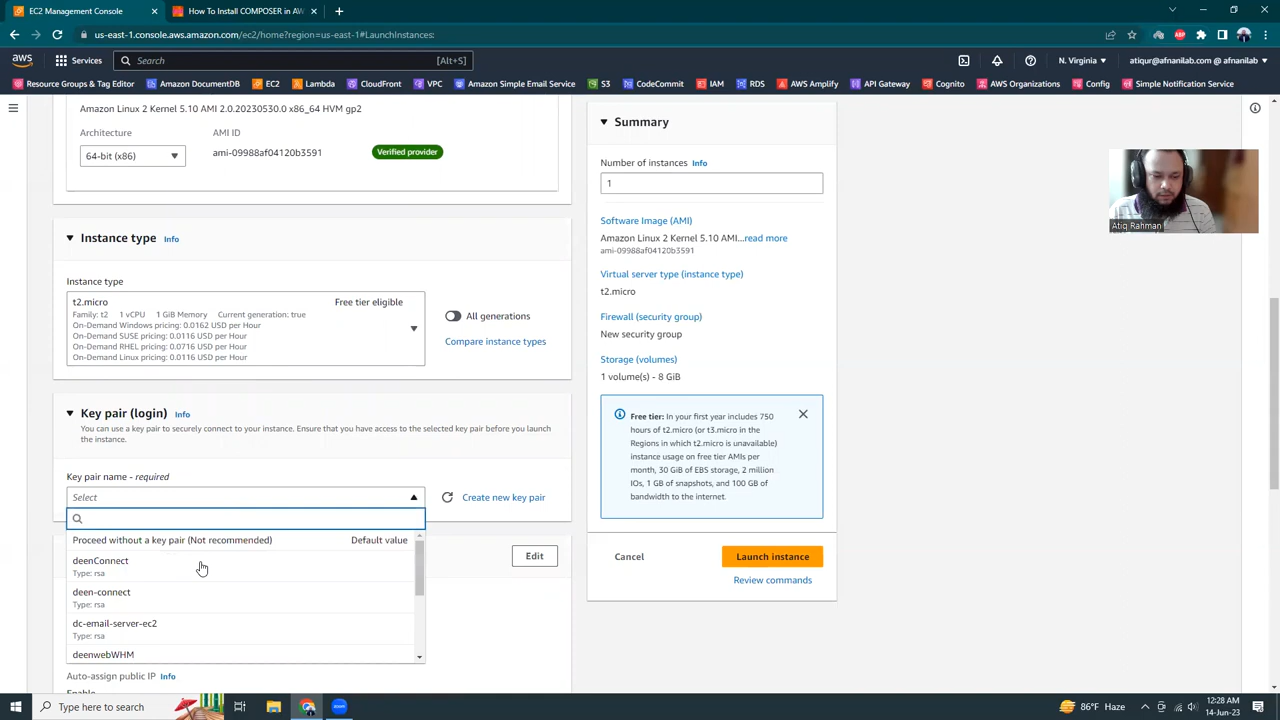 EC2 Management Console
How To Install COMPOSER in AW
us-east-1.console.aws.amazon.com/ec2/home?region=us-east-1#LaunchInstances:
aws
Services
Search
[Alt+S]
N. Virginia
atiqur@afnanilab.com @ afnanilab
Resource Groups & Tag Editor
Amazon DocumentDB
EC2
Lambda
CloudFront
VPC
Amazon Simple Email Service
S3
CodeCommit
IAM
RDS
AWS Amplify
API Gateway
Cognito
AWS Organizations
Config
Simple Notification Service
Amazon Linux 2 Kernel 5.10 AMI 2.0.20230530.0 x86_64 HVM gp2
Architecture
AMI ID
64-bit (x86)
ami-09988af04120b3591
Verified provider
Instance type Info
Instance type
t2.micro
Free tier eligible
Family: t2 1 vCPU 1 GiB Memory Current generation: true
On-Demand Windows pricing: 0.0162 USD per Hour
On-Demand SUSE pricing: 0.0116 USD per Hour
On-Demand RHEL pricing: 0.0716 USD per Hour
On-Demand Linux pricing: 0.0116 USD per Hour
All generations
Compare instance types
Key pair (login) Info
You can use a key pair to securely connect to your instance. Ensure that you have access to the selected key pair before you launch
the instance.
Key pair name - required
Select
Create new key pair
Proceed without a key pair (Not recommended)
Default value
deenConnect
Type: rsa
deen-connect
Type: rsa
dc-email-server-ec2
Type: rsa
deenwebWHM
Edit
Auto-assign public IP Info
Enable
Summary
Number of instances Info
1
Software Image (AMI)
Amazon Linux 2 Kernel 5.10 AMI...read more
ami-09988af04120b3591
Virtual server type (instance type)
t2.micro
Firewall (security group)
New security group
Storage (volumes)
1 volume(s) - 8 GiB
Free tier: In your first year includes 750
hours of t2.micro (or t3.micro in the
Regions in which t2.micro is unavailable)
instance usage on free tier AMIs per
month, 30 GiB of EBS storage, 2 million
IOs, 1 GB of snapshots, and 100 GB of
bandwidth to the internet.
Cancel
Launch instance
Review commands
Atiq Rahman
Type here to search
86°F Haze
12:28 AM
14-Jun-23